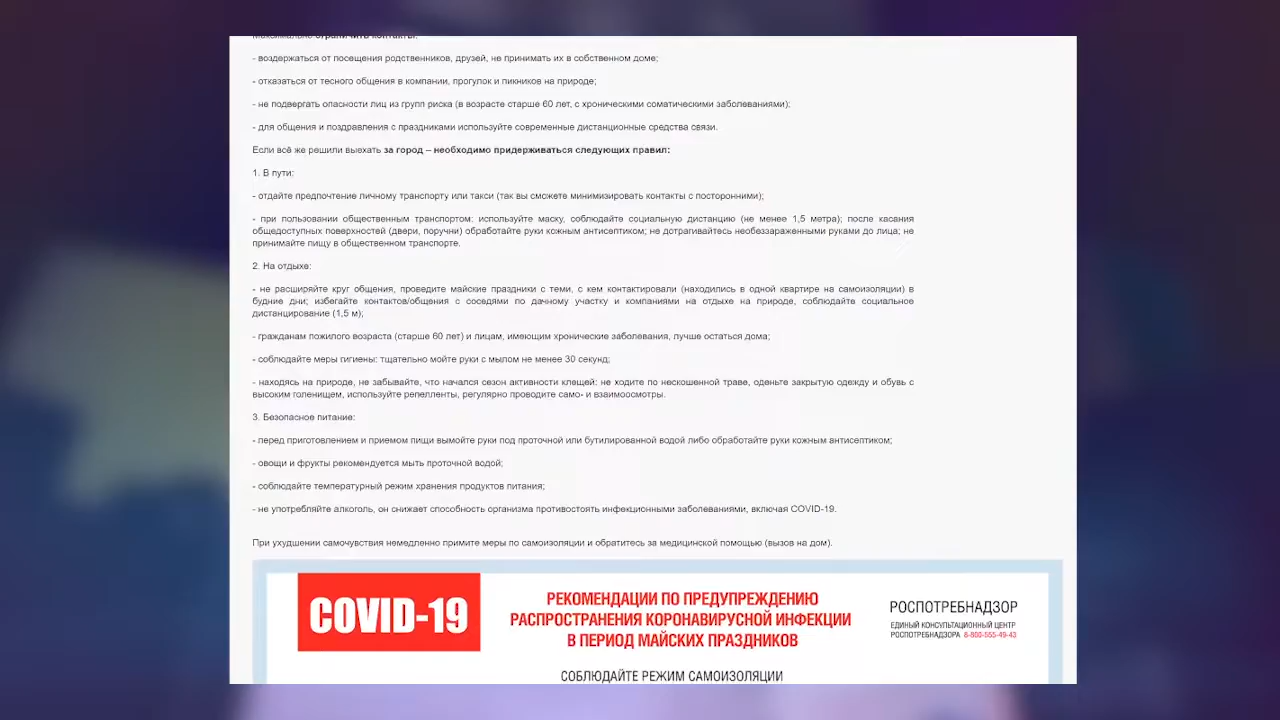 Максимально ограничить контакты:
- воздержаться от посещения родственников, друзей, не принимать их в собственном доме;
- отказаться от тесного общения в компании, прогулок и пикников на природе;
- не подвергать опасности лиц из групп риска (в возрасте старше 60 лет, с хроническими соматическими заболеваниями);
- для общения и поздравления с праздниками используйте современные дистанционные средства связи.
Если всё же решили выехать за город – необходимо придерживаться следующих правил:
1. В пути:
- отдайте предпочтение личному транспорту или такси (так вы сможете минимизировать контакты с посторонними);
- при пользовании общественным транспортом: используйте маску, соблюдайте социальную дистанцию (не менее 1,5 метра); после касания
общедоступных поверхностей (двери, поручни) обработайте руки кожным антисептиком; не дотрагивайтесь необеззараженными руками до лица; не
принимайте пищу в общественном транспорте.
2. На отдыхе:
- не расширяйте круг общения, проведите майские праздники с теми, с кем контактировали (находились в одной квартире на самоизоляции) в
будние дни; избегайте контактов/общения с соседями по дачному участку и компаниями на отдыхе на природе, соблюдайте социальное
дистанцирование (1,5 м);
- гражданам пожилого возраста (старше 60 лет) и лицам, имеющим хронические заболевания, лучше остаться дома;
- соблюдайте меры гигиены: тщательно мойте руки с мылом не менее 30 секунд;
- находясь на природе, не забывайте, что начался сезон активности клещей: не ходите по нескошенной траве, оденьте закрытую одежду и обувь с
высоким голенищем, используйте репелленты, регулярно проводите само- и взаимоосмотры.
3. Безопасное питание:
- перед приготовлением и приемом пищи вымойте руки под проточной или бутилированной водой либо обработайте руки кожным антисептиком;
- овощи и фрукты рекомендуется мыть проточной водой;
- соблюдайте температурный режим хранения продуктов питания;
- не употребляйте алкоголь, он снижает способность организма противостоять инфекционными заболеваниями, включая COVID-19.
При ухудшении самочувствия немедленно примите меры по самоизоляции и обратитесь за медицинской помощью (вызов на дом).
COVID-19
РЕКОМЕНДАЦИИ ПО ПРЕДУПРЕЖДЕНИЮ
РАСПРОСТРАНЕНИЯ КОРОНАВИРУСНОЙ ИНФЕКЦИИ
В ПЕРИОД МАЙСКИХ ПРАЗДНИКОВ
РОСПОТРЕБНАДЗОР
ЕДИНЫЙ КОНСУЛЬТАЦИОННЫЙ ЦЕНТР
РОСПОТРЕБНАДЗОРА 8-800-555-49-43
СОБЛЮДАЙТЕ РЕЖИМ САМОИЗОЛЯЦИИ